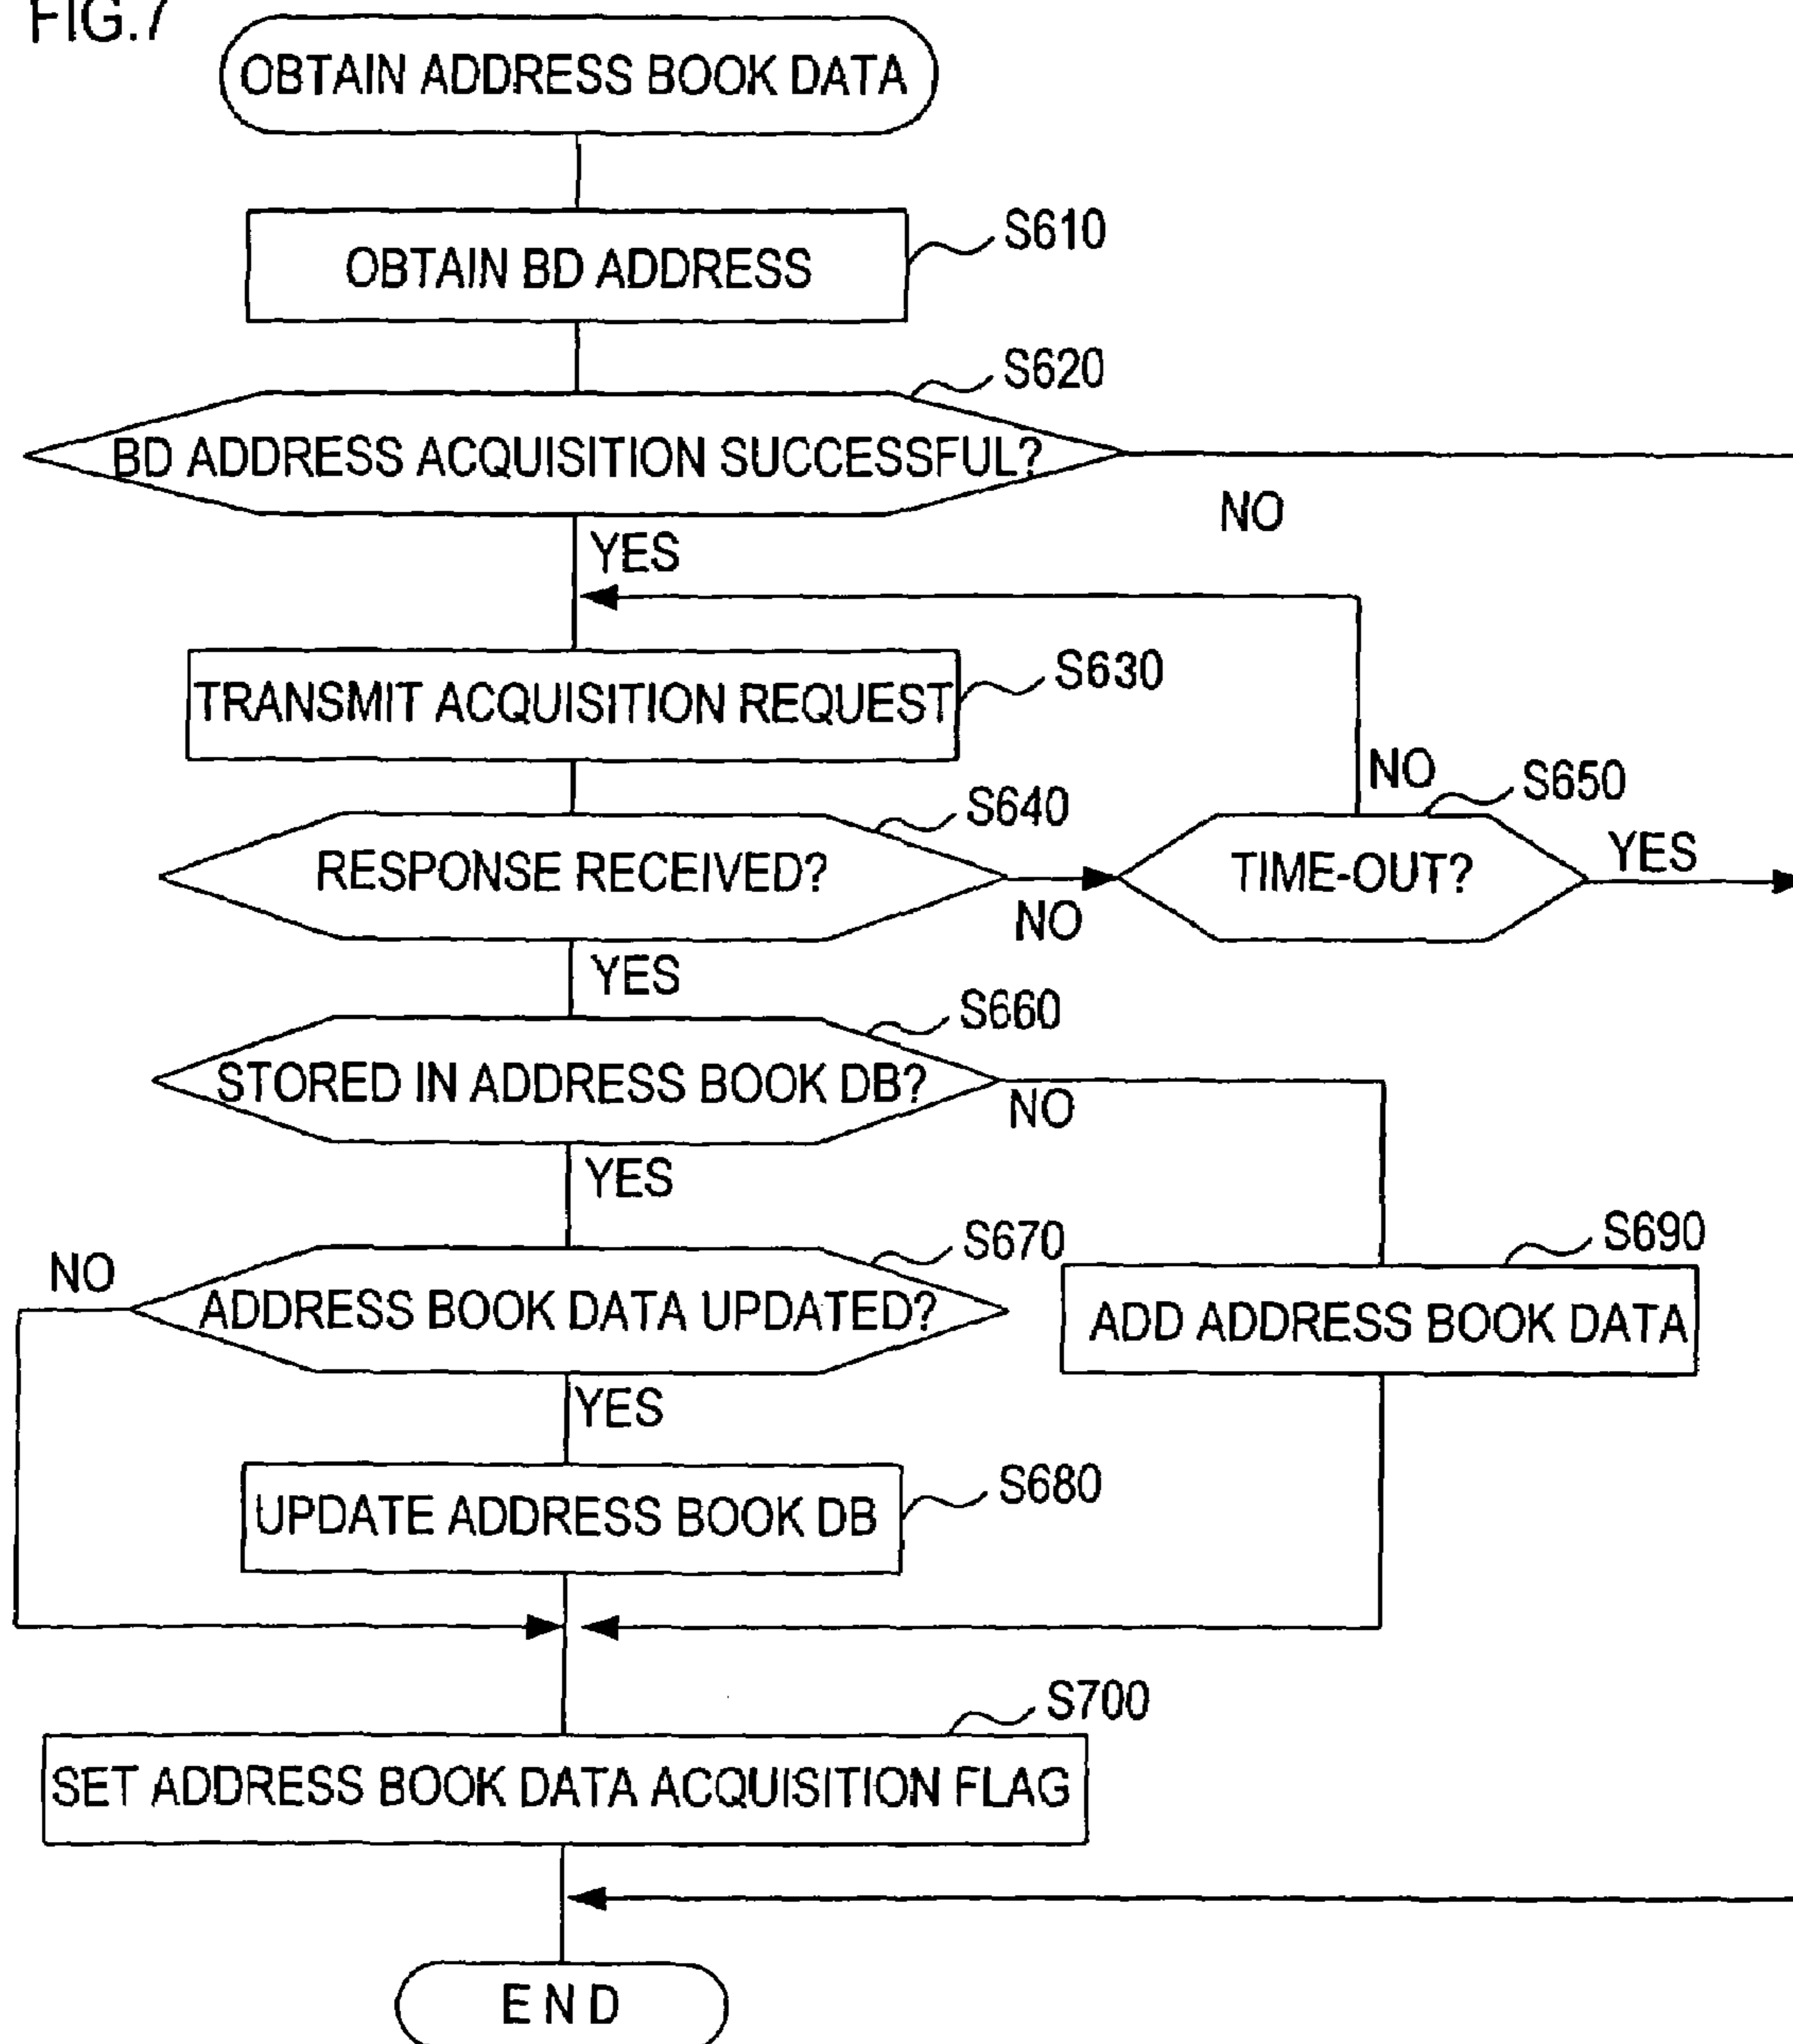 FIG.7
OBTAIN ADDRESS BOOK DATA
S610
OBTAIN BD ADDRESS
S620
BD ADDRESS ACQUISITION SUCCESSFUL?
NO
YES
S630
TRANSMIT ACQUISITION REQUEST
NO
S650
S640
RESPONSE RECEIVED?
TIME-OUT?
YES
NO
YES
S660
STORED IN ADDRESS BOOK DB?
NO
YES
S670
S690
NO
ADDRESS BOOK DATA UPDATED?
ADD ADDRESS BOOK DATA
YES
S680
UPDATE ADDRESS BOOK DB
S700
SET ADDRESS BOOK DATA ACQUISITION FLAG
END